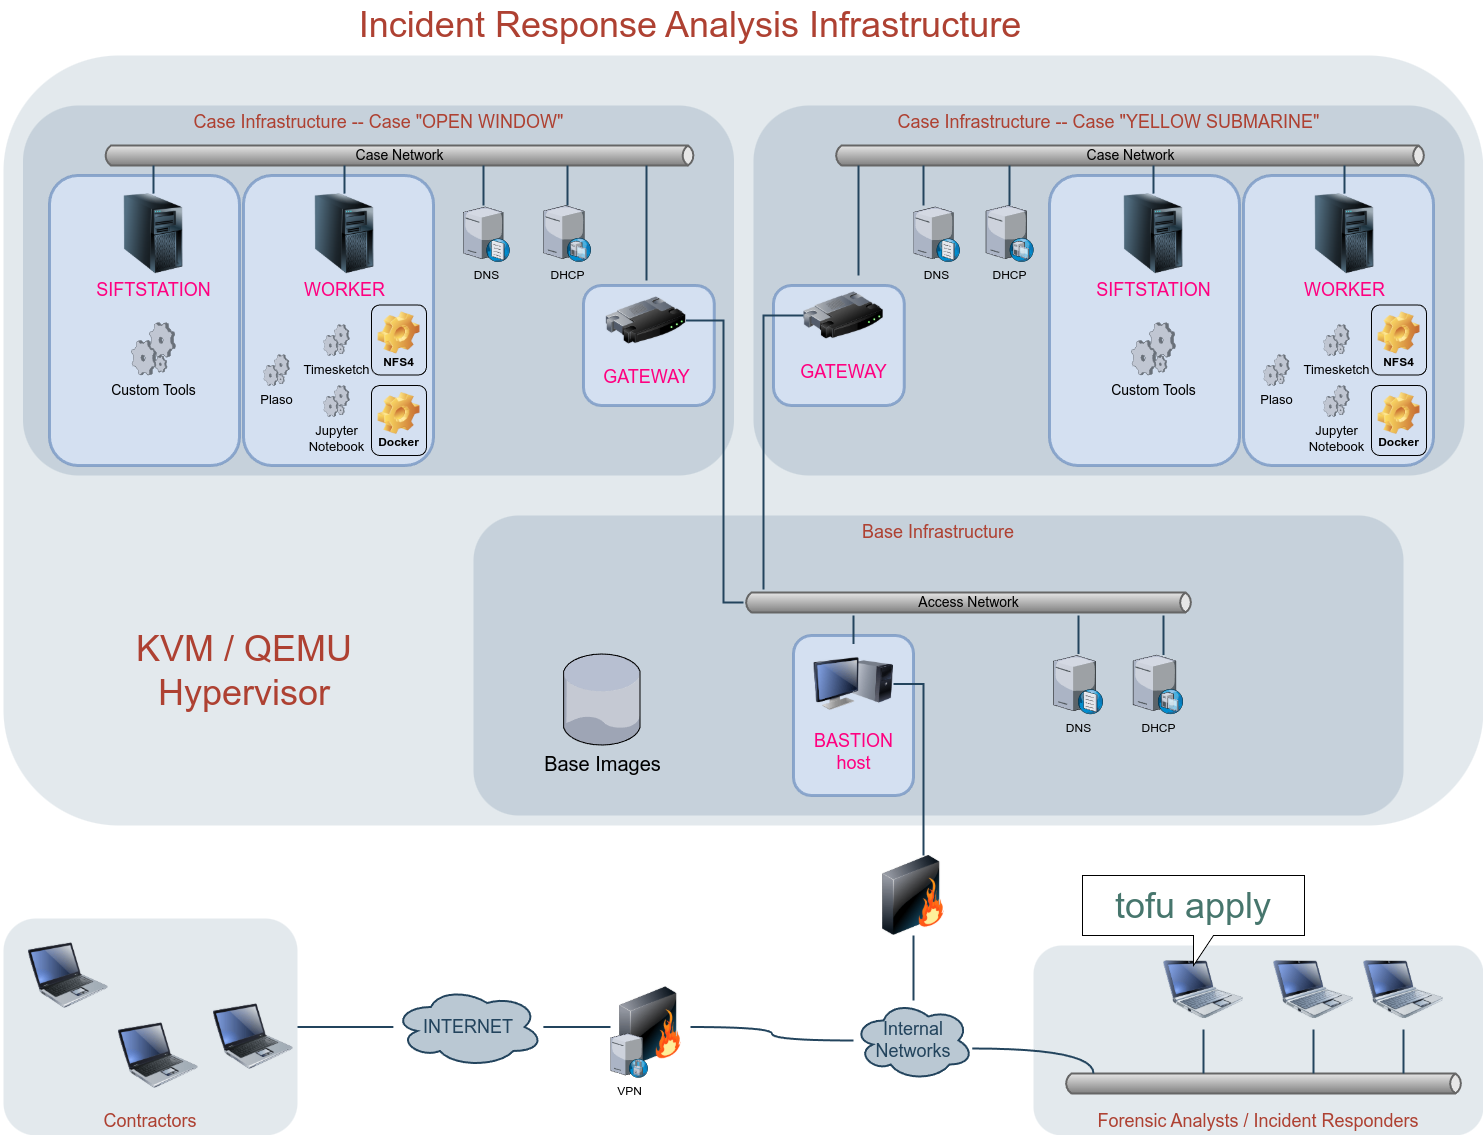 Incident Response Analysis Infrastructure
Case Infrastructure -- Case "OPEN WINDOW"
Case Network
SIFTSTATION
Custom Tools
WORKER
Timesketch
Plaso
Jupyter
Notebook
NFS4
Docker
DNS
DHCP
GATEWAY
Case Infrastructure -- Case "YELLOW SUBMARINE"
Case Network
GATEWAY
DNS
DHCP
SIFTSTATION
Custom Tools
WORKER
Timesketch
Plaso
Jupyter
Notebook
NFS4
Docker
Base Infrastructure
Access Network
KVM / QEMU
Hypervisor
Base Images
BASTION
host
DNS
DHCP
tofu apply
INTERNET
VPN
Internal
Networks
Contractors
Forensic Analysts / Incident Responders